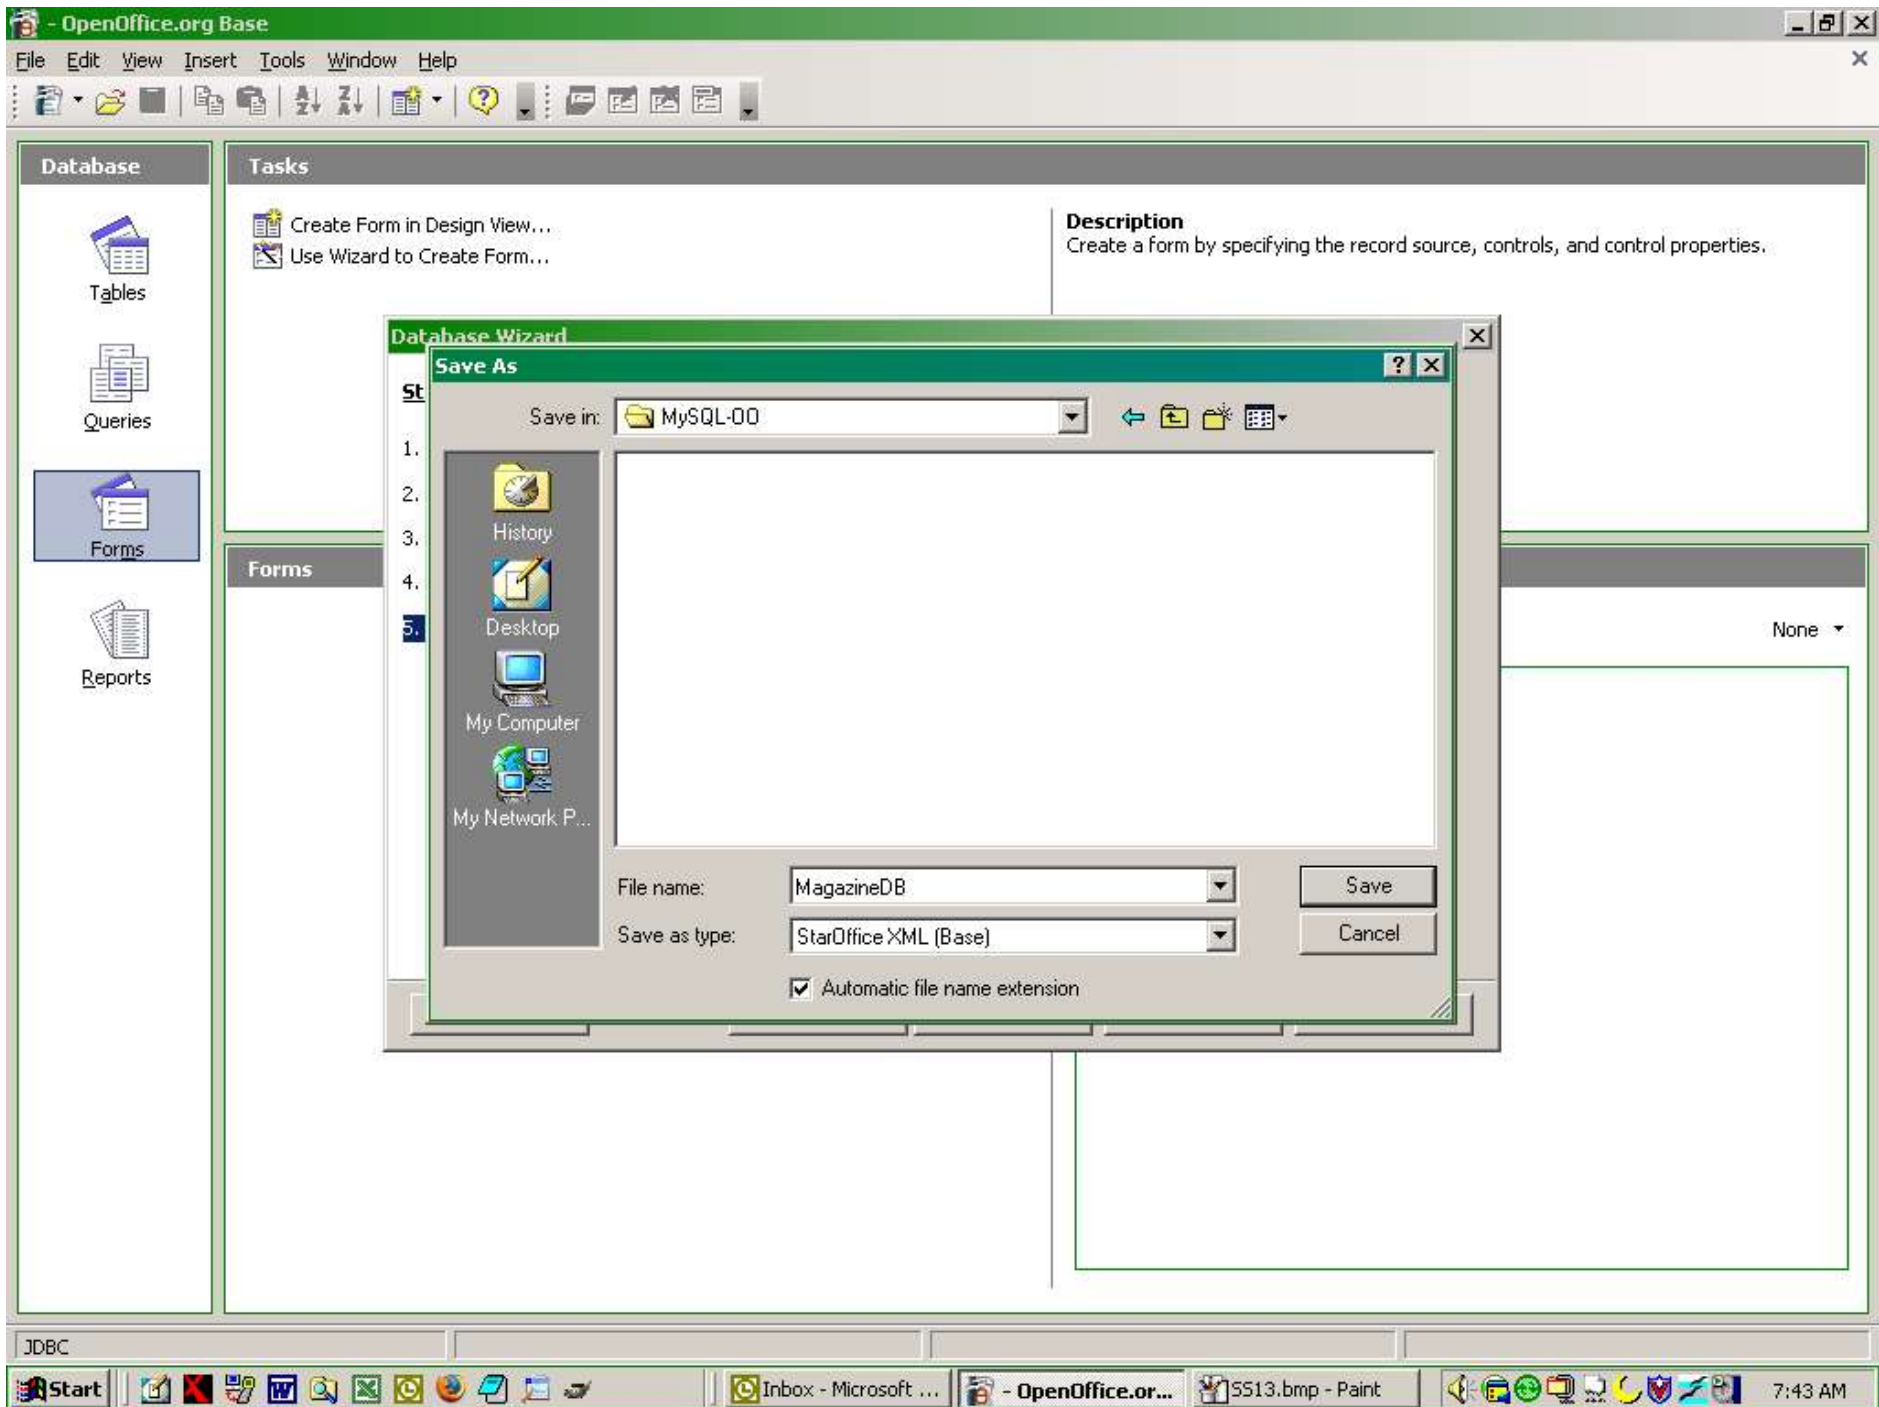 - OpenOffice.org Base
File Edit View Insert Tools Window Help
Database
Tasks
Tables
Queries
Forms
Reports
Create Form in Design View...
Use Wizard to Create Form...
Description
Create a form by specifying the record source, controls, and control properties.
Forms
None
Database Wizard
St
1.
2.
3.
4.
5.
Save As
Save in:
MySQL-OO
History
Desktop
My Computer
My Network P...
File name:
MagazineDB
Save
Save as type:
StarOffice XML (Base)
Cancel
Automatic file name extension
JDBC
Start
Inbox - Microsoft ...
- OpenOffice.or...
SS13.bmp - Paint
7:43 AM